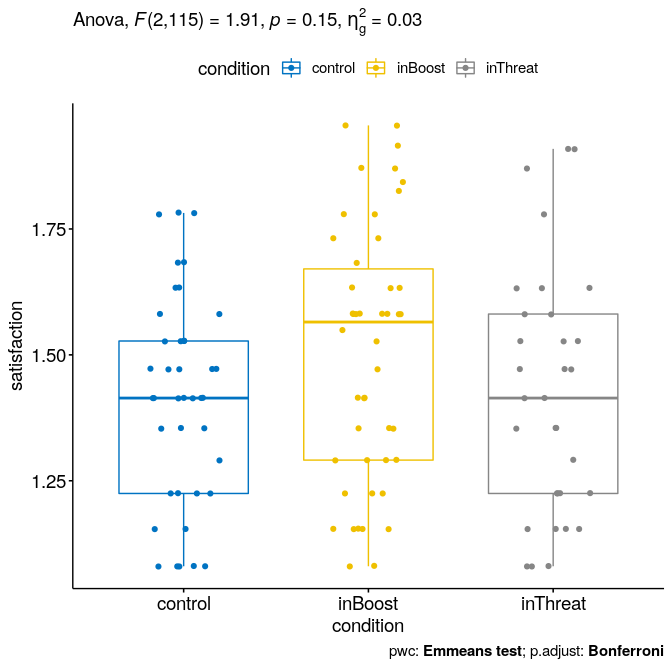 Anova, F(2,115) = 1.91, p = 0.15, η²g = 0.03
condition control inBoost inThreat
satisfaction
1.75
1.50
1.25
control inBoost inThreat
condition
pwc: Emmeans test; p.adjust: Bonferroni